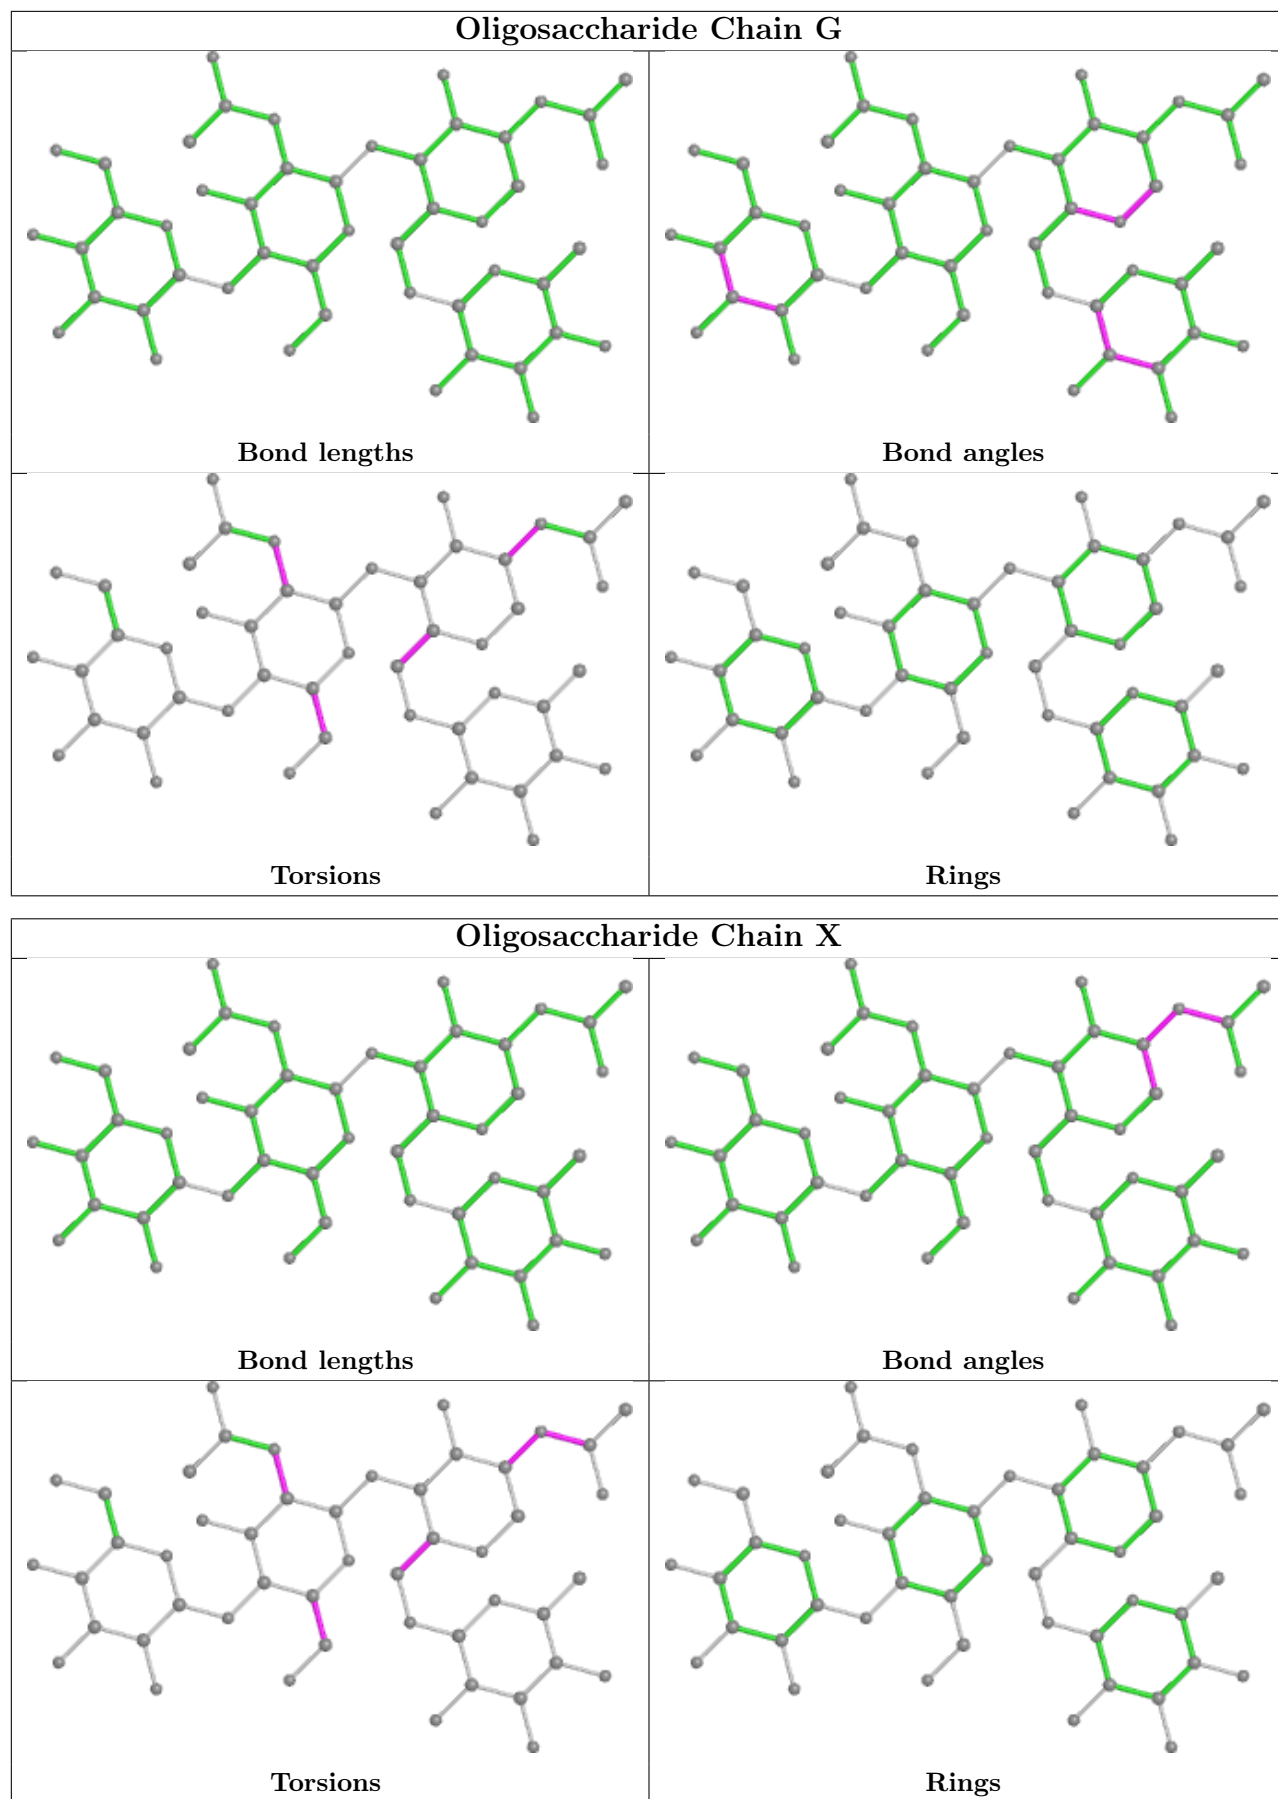 Oligosaccharide Chain G
Bond lengths
Bond angles
Torsions
Rings
Oligosaccharide Chain X
Bond lengths
Bond angles
Torsions
Rings